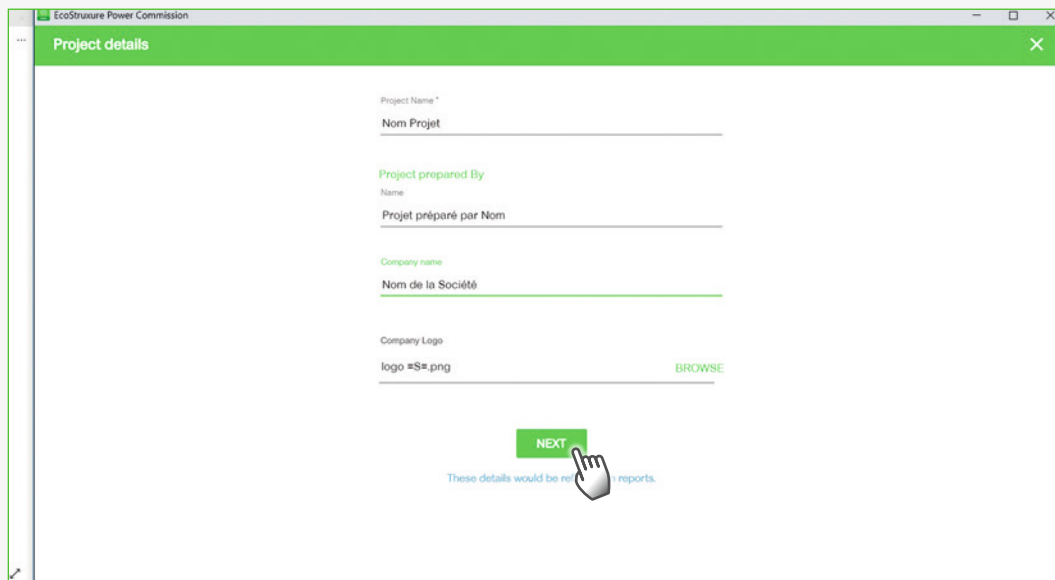 EcoStruxure Power Commission
...
Project details
Project Name *
Nom Projet
Project prepared By
Name
Projet préparé par Nom
Company name
Nom de la Société
Company Logo
logo =S=.png
BROWSE
NEXT
These details would be reports.